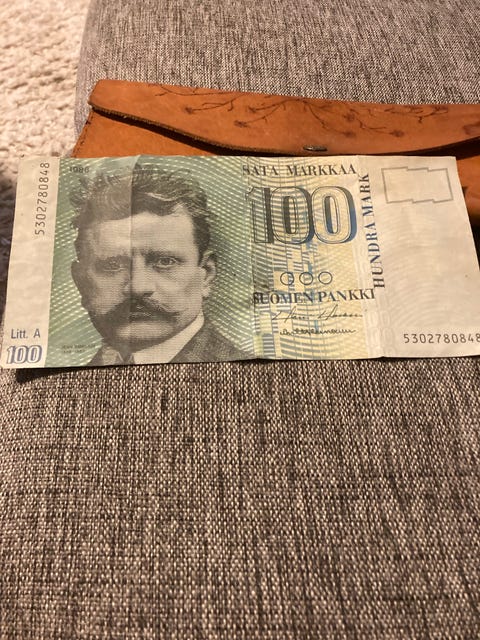 1986
5302780848
SATA MARKKAA
100
HUNDRA MARK
SUOMEN PANKKI
Litt. A
100
5302780848